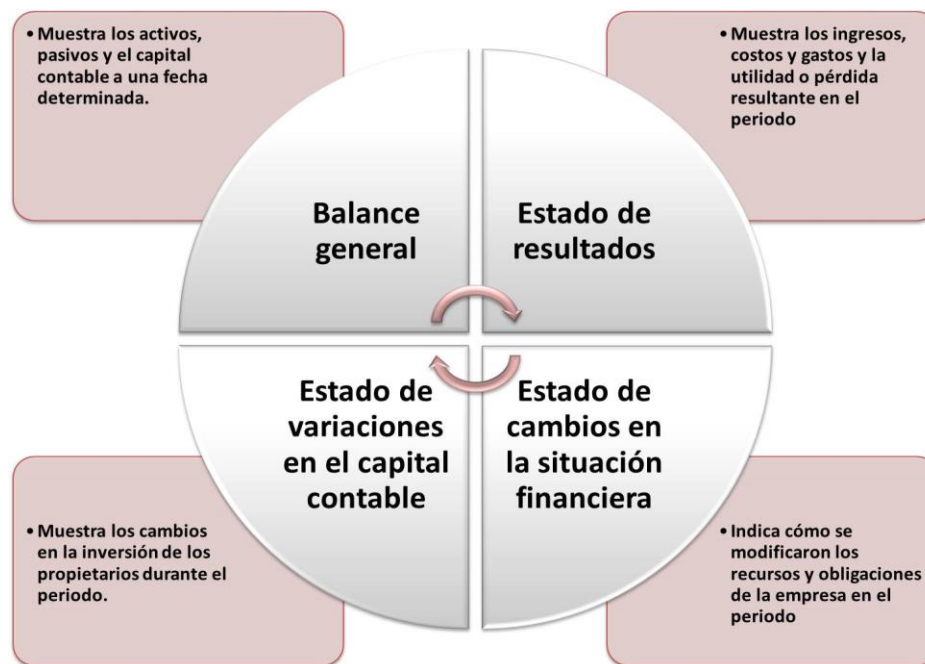 • Muestra los activos,
pasivos y el capital
contable a una fecha
determinada.
• Muestra los ingresos,
costos y gastos y la
utilidad o pérdida
resultante en el
periodo
Balance
general
Estado de
resultados
Estado de
variaciones
en el capital
contable
Estado de
cambios en
la situación
financiera
• Muestra los cambios
en la inversión de los
propietarios durante el
periodo.
• Indica cómo se
modificaron los
recursos y obligaciones
de la empresa en el
periodo